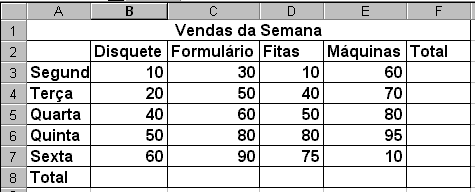 A B C D E F
1 Vendas da Semana
2 Disquete Formulário Fitas Máquinas Total
3 Segund 10 30 10 60
4 Terça 20 50 40 70
5 Quarta 40 60 50 80
6 Quinta 50 80 80 95
7 Sexta 60 90 75 10
8 Total